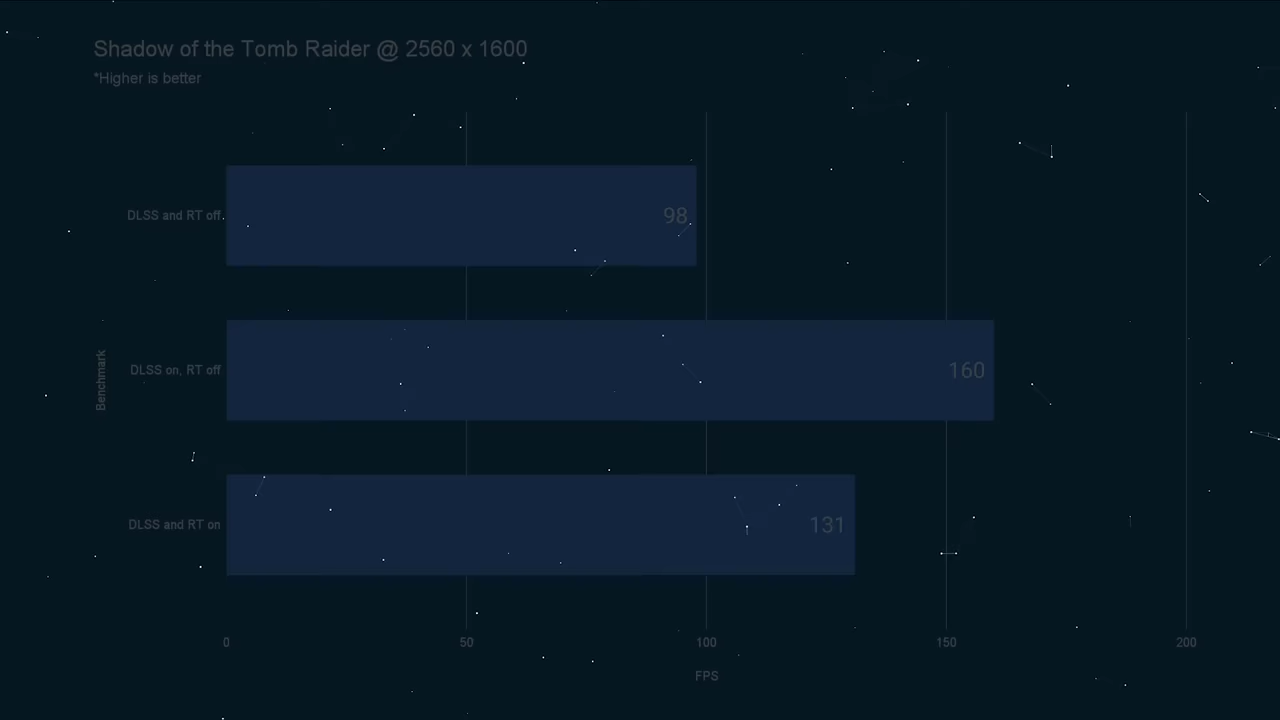 Shadow of the Tomb Raider @ 2560 x 1600
*Higher is better
DLSS and RT off
98
DLSS on, RT off
160
DLSS and RT on
131
Benchmark
0
50
100
150
200
FPS